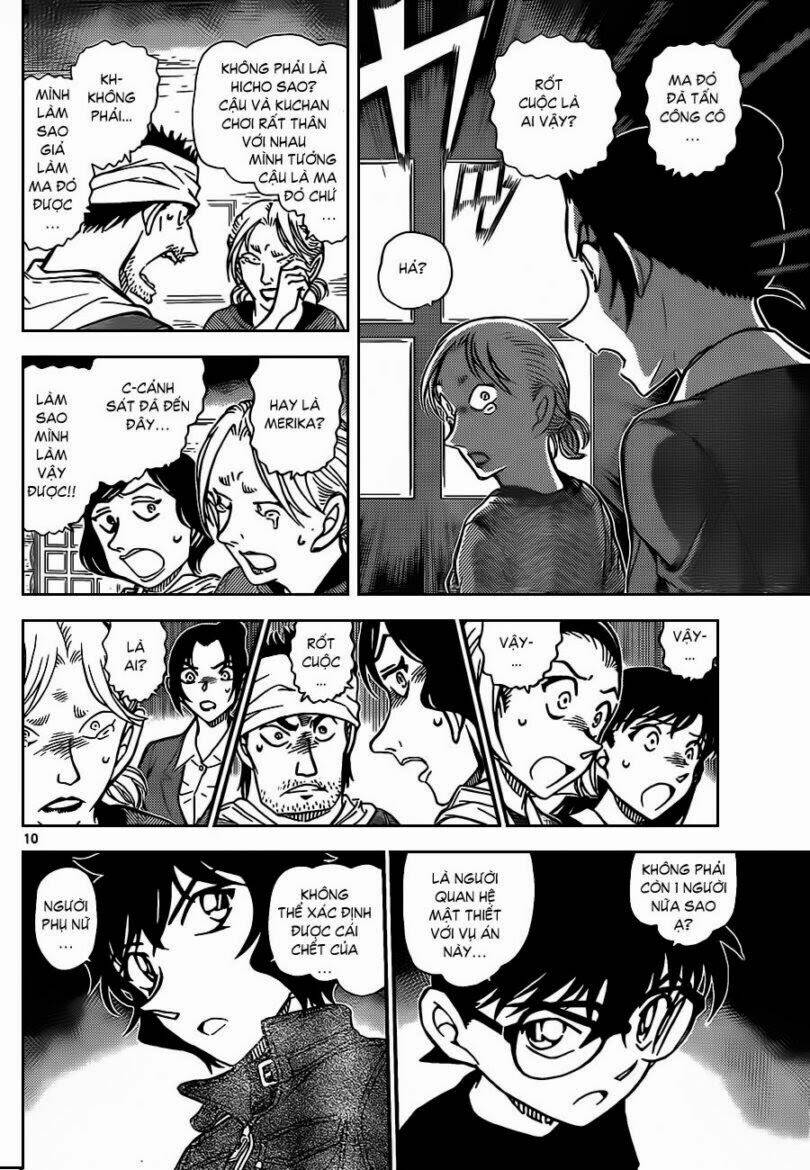 MA ĐÓ
ĐÃ TẤN
CÔNG CÔ
...
RỐT
CUỘC LÀ
AI VẬY?
HẢ?
KHÔNG PHẢI LÀ
HICHO SAO?
CẬU VÀ KUCHAN
CHƠI RẤT THÂN
VỚI NHAU
MÌNH TƯỞNG
CẬU LÀ MA
ĐÓ CHỨ
...
KH-
KHÔNG
PHẢI...
MÌNH
LÀM
SAO
GIẢ
LÀM
MA ĐÓ
ĐƯỢC
...
HAY LÀ
MERIKA?
C-CẢNH
SÁT ĐÃ ĐẾN
ĐÂY...
LÀM
SAO
MÌNH
LÀM
VẬY
ĐƯỢC!!
VẬY-
...
VẬY-
...
RỐT
CUỘC
...
LÀ
AI?
10
KHÔNG PHẢI
CÒN 1 NGƯỜI
NỮA SAO
Ạ?
LÀ NGƯỜI
QUAN HỆ
MẬT THIẾT
VỚI VỤ ÁN
NÀY...
KHÔNG
THỂ XÁC ĐỊNH
ĐƯỢC CÁI
CHẾT CỦA
...
NGƯỜI
PHỤ NỮ
...